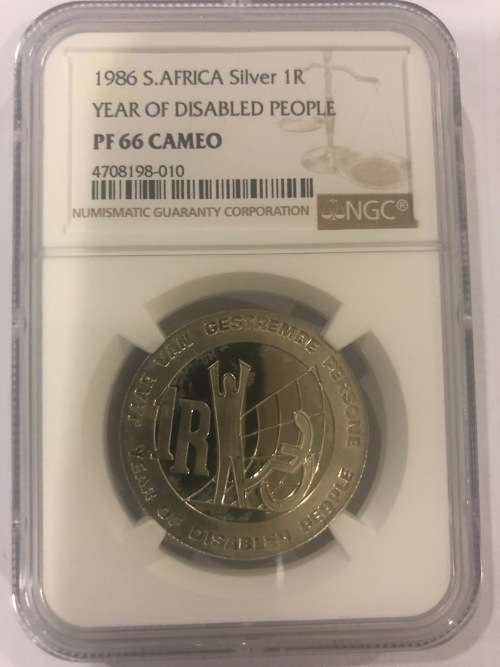 1986 S.AFRICA Silver 1R
YEAR OF DISABLED PEOPLE
PF 66 CAMEO
4708198-010
NUMISMATIC GUARANTY CORPORATION
NGC®
JAAR VAN GESTREMDE PERSONE
1R
YEAR OF DISABLED PEOPLE